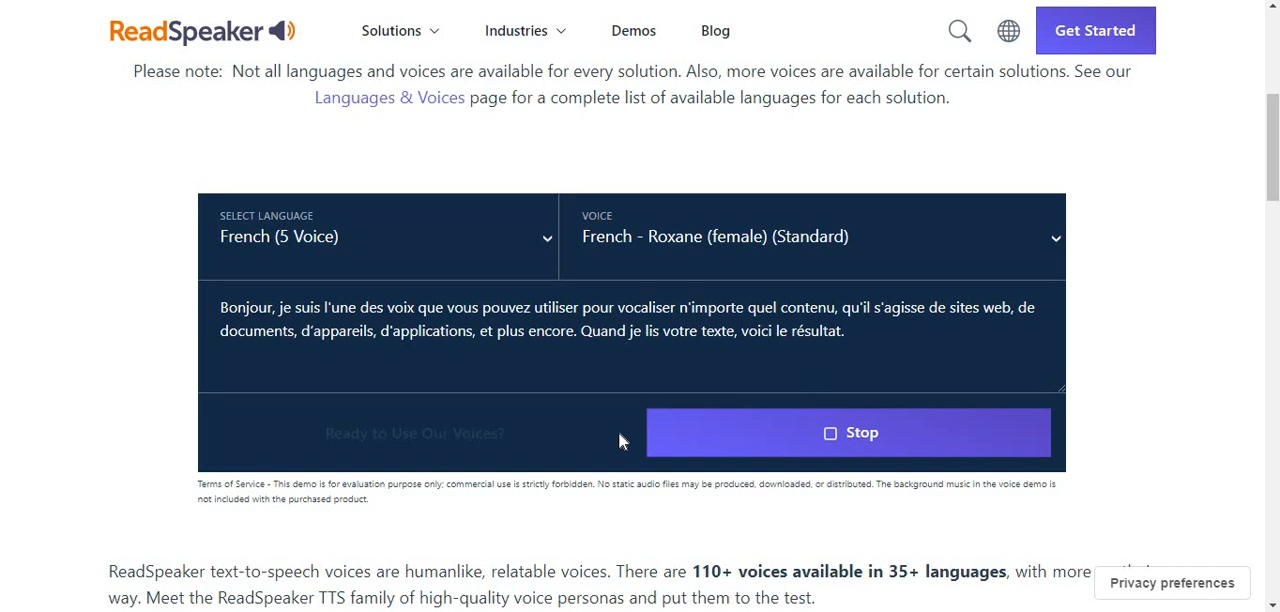 ReadSpeaker
Solutions
Industries
Demos
Blog
Get Started
Please note: Not all languages and voices are available for every solution. Also, more voices are available for certain solutions. See our
Languages & Voices page for a complete list of available languages for each solution.
SELECT LANGUAGE
French (5 Voice)
VOICE
French - Roxane (female) (Standard)
Bonjour, je suis l'une des voix que vous pouvez utiliser pour vocaliser n'importe quel contenu, qu'il s'agisse de sites web, de
documents, d'appareils, d'applications, et plus encore. Quand je lis votre texte, voici le résultat.
Ready to Use Our Voices?
Stop
Terms of Service - This demo is for evaluation purpose only; commercial use is strictly forbidden. No static audio files may be produced, downloaded, or distributed. The background music in the voice demo is
not included with the purchased product.
ReadSpeaker text-to-speech voices are humanlike, relatable voices. There are 110+ voices available in 35+ languages, with more
way. Meet the ReadSpeaker TTS family of high-quality voice personas and put them to the test.
Privacy preferences